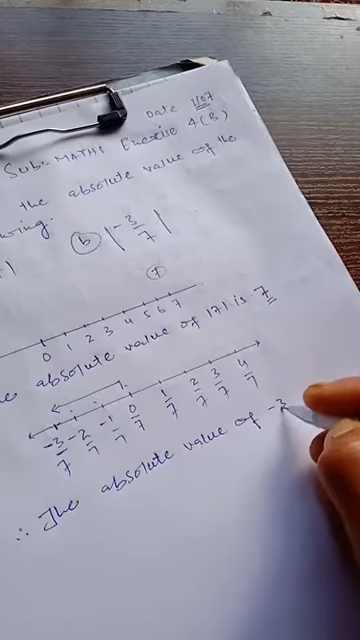 Date 1/07
Sub:- MATHS Exercise 4(B)
the absolute value of the
wing.
(b) |-3/7|
7
0 1 2 3 4 5 6 7
absolute value of |7| is 7
-3/7 -2/7 -1/7 0/7 1/7 2/7 3/7 4/7
∴ The absolute value of -3